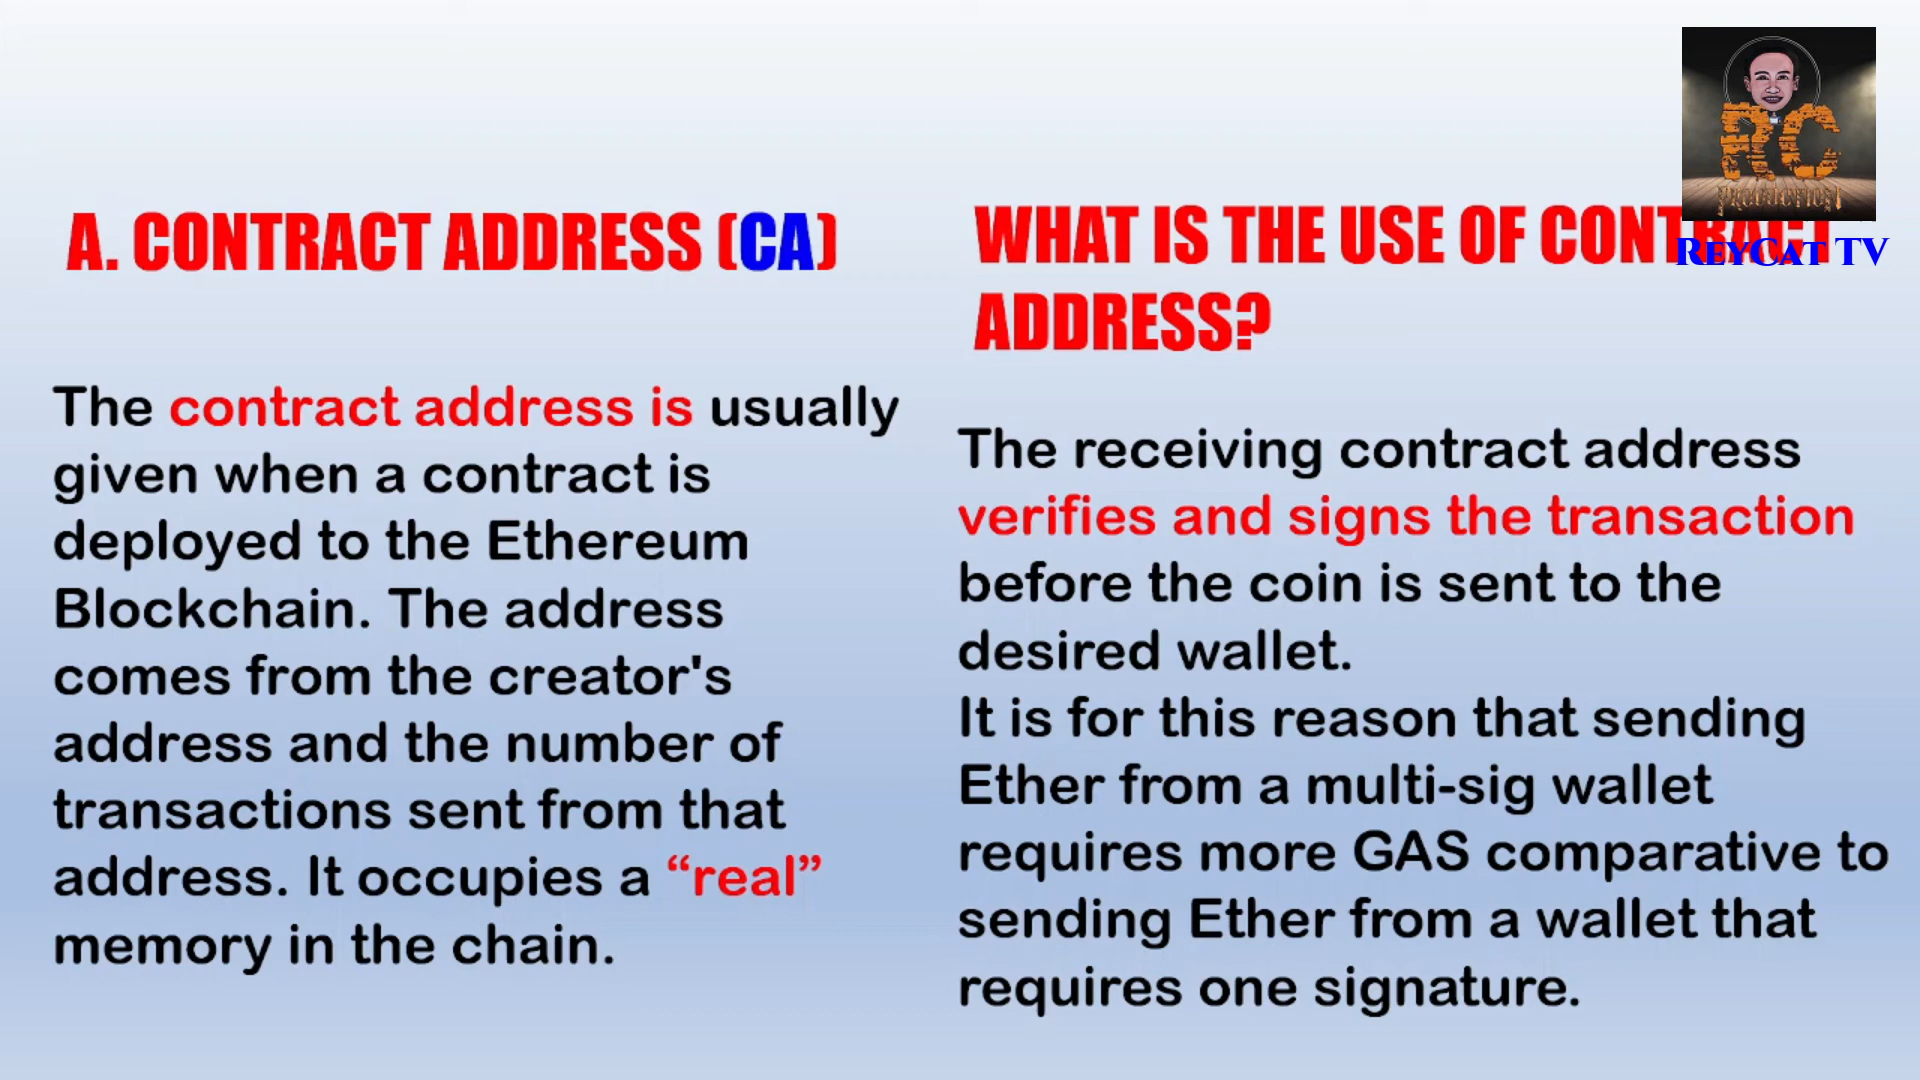 A. CONTRACT ADDRESS (CA)
The contract address is usually
given when a contract is
deployed to the Ethereum
Blockchain. The address
comes from the creator's
address and the number of
transactions sent from that
address. It occupies a “real”
memory in the chain.
WHAT IS THE USE OF CONTRACT
ADDRESS?
The receiving contract address
verifies and signs the transaction
before the coin is sent to the
desired wallet.
It is for this reason that sending
Ether from a multi-sig wallet
requires more GAS comparative to
sending Ether from a wallet that
requires one signature.
RC
PRODUCTION
REYCAT TV